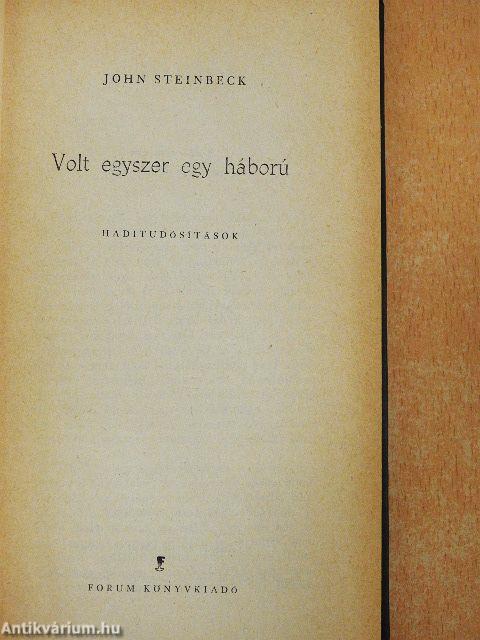 JOHN STEINBECK
Volt egyszer egy háború
HADITUDÓSÍTÁSOK
FORUM KÖNYVKIADÓ
Antikvárium.hu